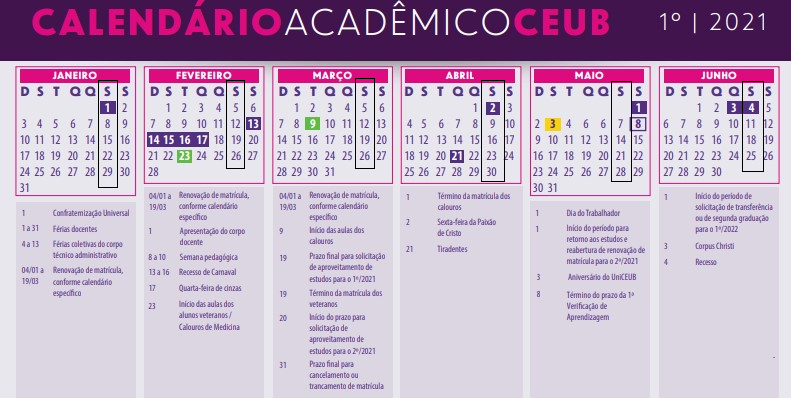 CALENDÁRIOACADÊMICOCEUB 1º | 2021
JANEIRO
D S T Q Q S S
1 2
3 4 5 6 7 8 9
10 11 12 13 14 15 16
17 18 19 20 21 22 23
24 25 26 27 28 29 30
31
1 Confraternização Universal
1 a 31 Férias docentes
4 a 13 Férias coletivas do corpo
técnico administrativo
04/01 a Renovação de matrícula,
19/03 conforme calendário
específico
FEVEREIRO
D S T Q Q S S
1 2 3 4 5 6
7 8 9 10 11 12 13
14 15 16 17 18 19 20
21 22 23 24 25 26 27
28
04/01 a Renovação de matrícula,
19/03 conforme calendário
específico
1 Apresentação do corpo
docente
8 a 10 Semana pedagógica
13 a 16 Recesso de Carnaval
17 Quarta-feira de cinzas
23 Início das aulas dos
alunos veteranos /
Calouros de Medicina
MARÇO
D S T Q Q S S
1 2 3 4 5 6
7 8 9 10 11 12 13
14 15 16 17 18 19 20
21 22 23 24 25 26 27
28 29 30 31
04/01 a Renovação de matrícula,
19/03 conforme calendário
específico
9 Início das aulas dos
calouros
19 Prazo final para solicitação
de aproveitamento de
estudos para o 1º/2021
19 Término da matrícula dos
veteranos
20 Início do prazo para
solicitação de
aproveitamento de
estudos para o 2º/2021
31 Prazo final para
cancelamento ou
trancamento de matrícula
ABRIL
D S T Q Q S S
1 2 3
4 5 6 7 8 9 10
11 12 13 14 15 16 17
18 19 20 21 22 23 24
25 26 27 28 29 30
1 Término da matrícula dos
calouros
2 Sexta-feira da Paixão
de Cristo
21 Tiradentes
MAIO
D S T Q Q S S
1
2 3 4 5 6 7 8
9 10 11 12 13 14 15
16 17 18 19 20 21 22
23 24 25 26 27 28 29
30 31
1 Dia do Trabalhador
1 Início do período para
retorno aos estudos e
reabertura de renovação de
matrícula para o 2º/2021
3 Aniversário do UniCEUB
8 Término do prazo da 1ª
Verificação de
Aprendizagem
JUNHO
D S T Q Q S S
1 2 3 4 5
6 7 8 9 10 11 12
13 14 15 16 17 18 19
20 21 22 23 24 25 26
27 28 29 30
1 Início do período de
solicitação de transferência
ou de segunda graduação
para o 1º/2022
3 Corpus Christi
4 Recesso